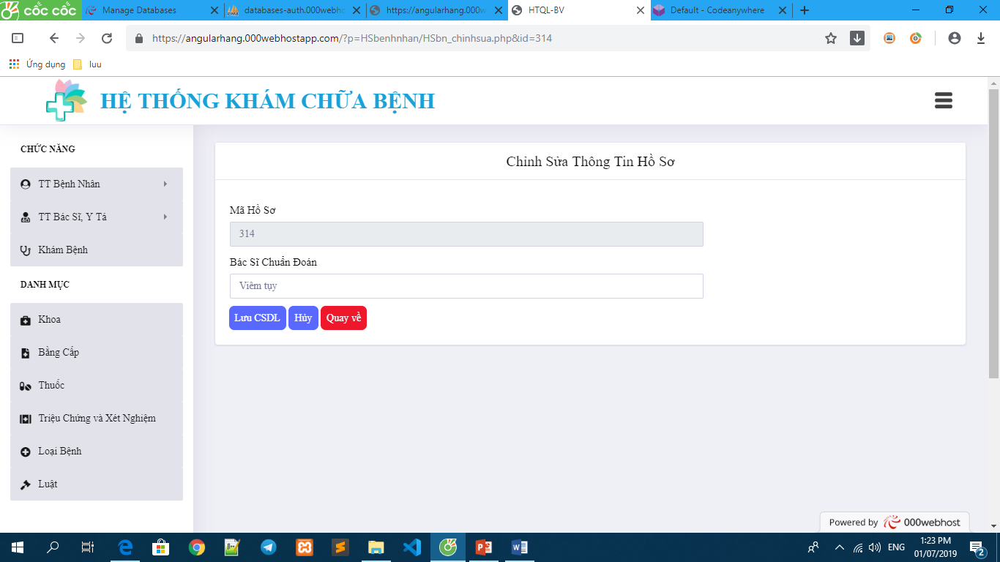 cốc cốc
Manage Databases
databases-auth.000webho
https://angularhang.000w
HTQL-BV
Default - Codeanywhere
https://angularhang.000webhostapp.com/?p=HSbenhnhan/HSbn_chinhsua.php&id=314
Ứng dụng
luu
HỆ THỐNG KHÁM CHỮA BỆNH
CHỨC NĂNG
TT Bệnh Nhân
TT Bác Sĩ, Y Tá
Khám Bệnh
DANH MỤC
Khoa
Bằng Cấp
Thuốc
Triệu Chứng và Xét Nghiệm
Loại Bệnh
Luật
Chỉnh Sửa Thông Tin Hồ Sơ
Mã Hồ Sơ
314
Bác Sĩ Chuẩn Đoán
Viêm tụy
Lưu CSDL
Hủy
Quay về
Powered by 000webhost
ENG
1:23 PM
01/07/2019
2